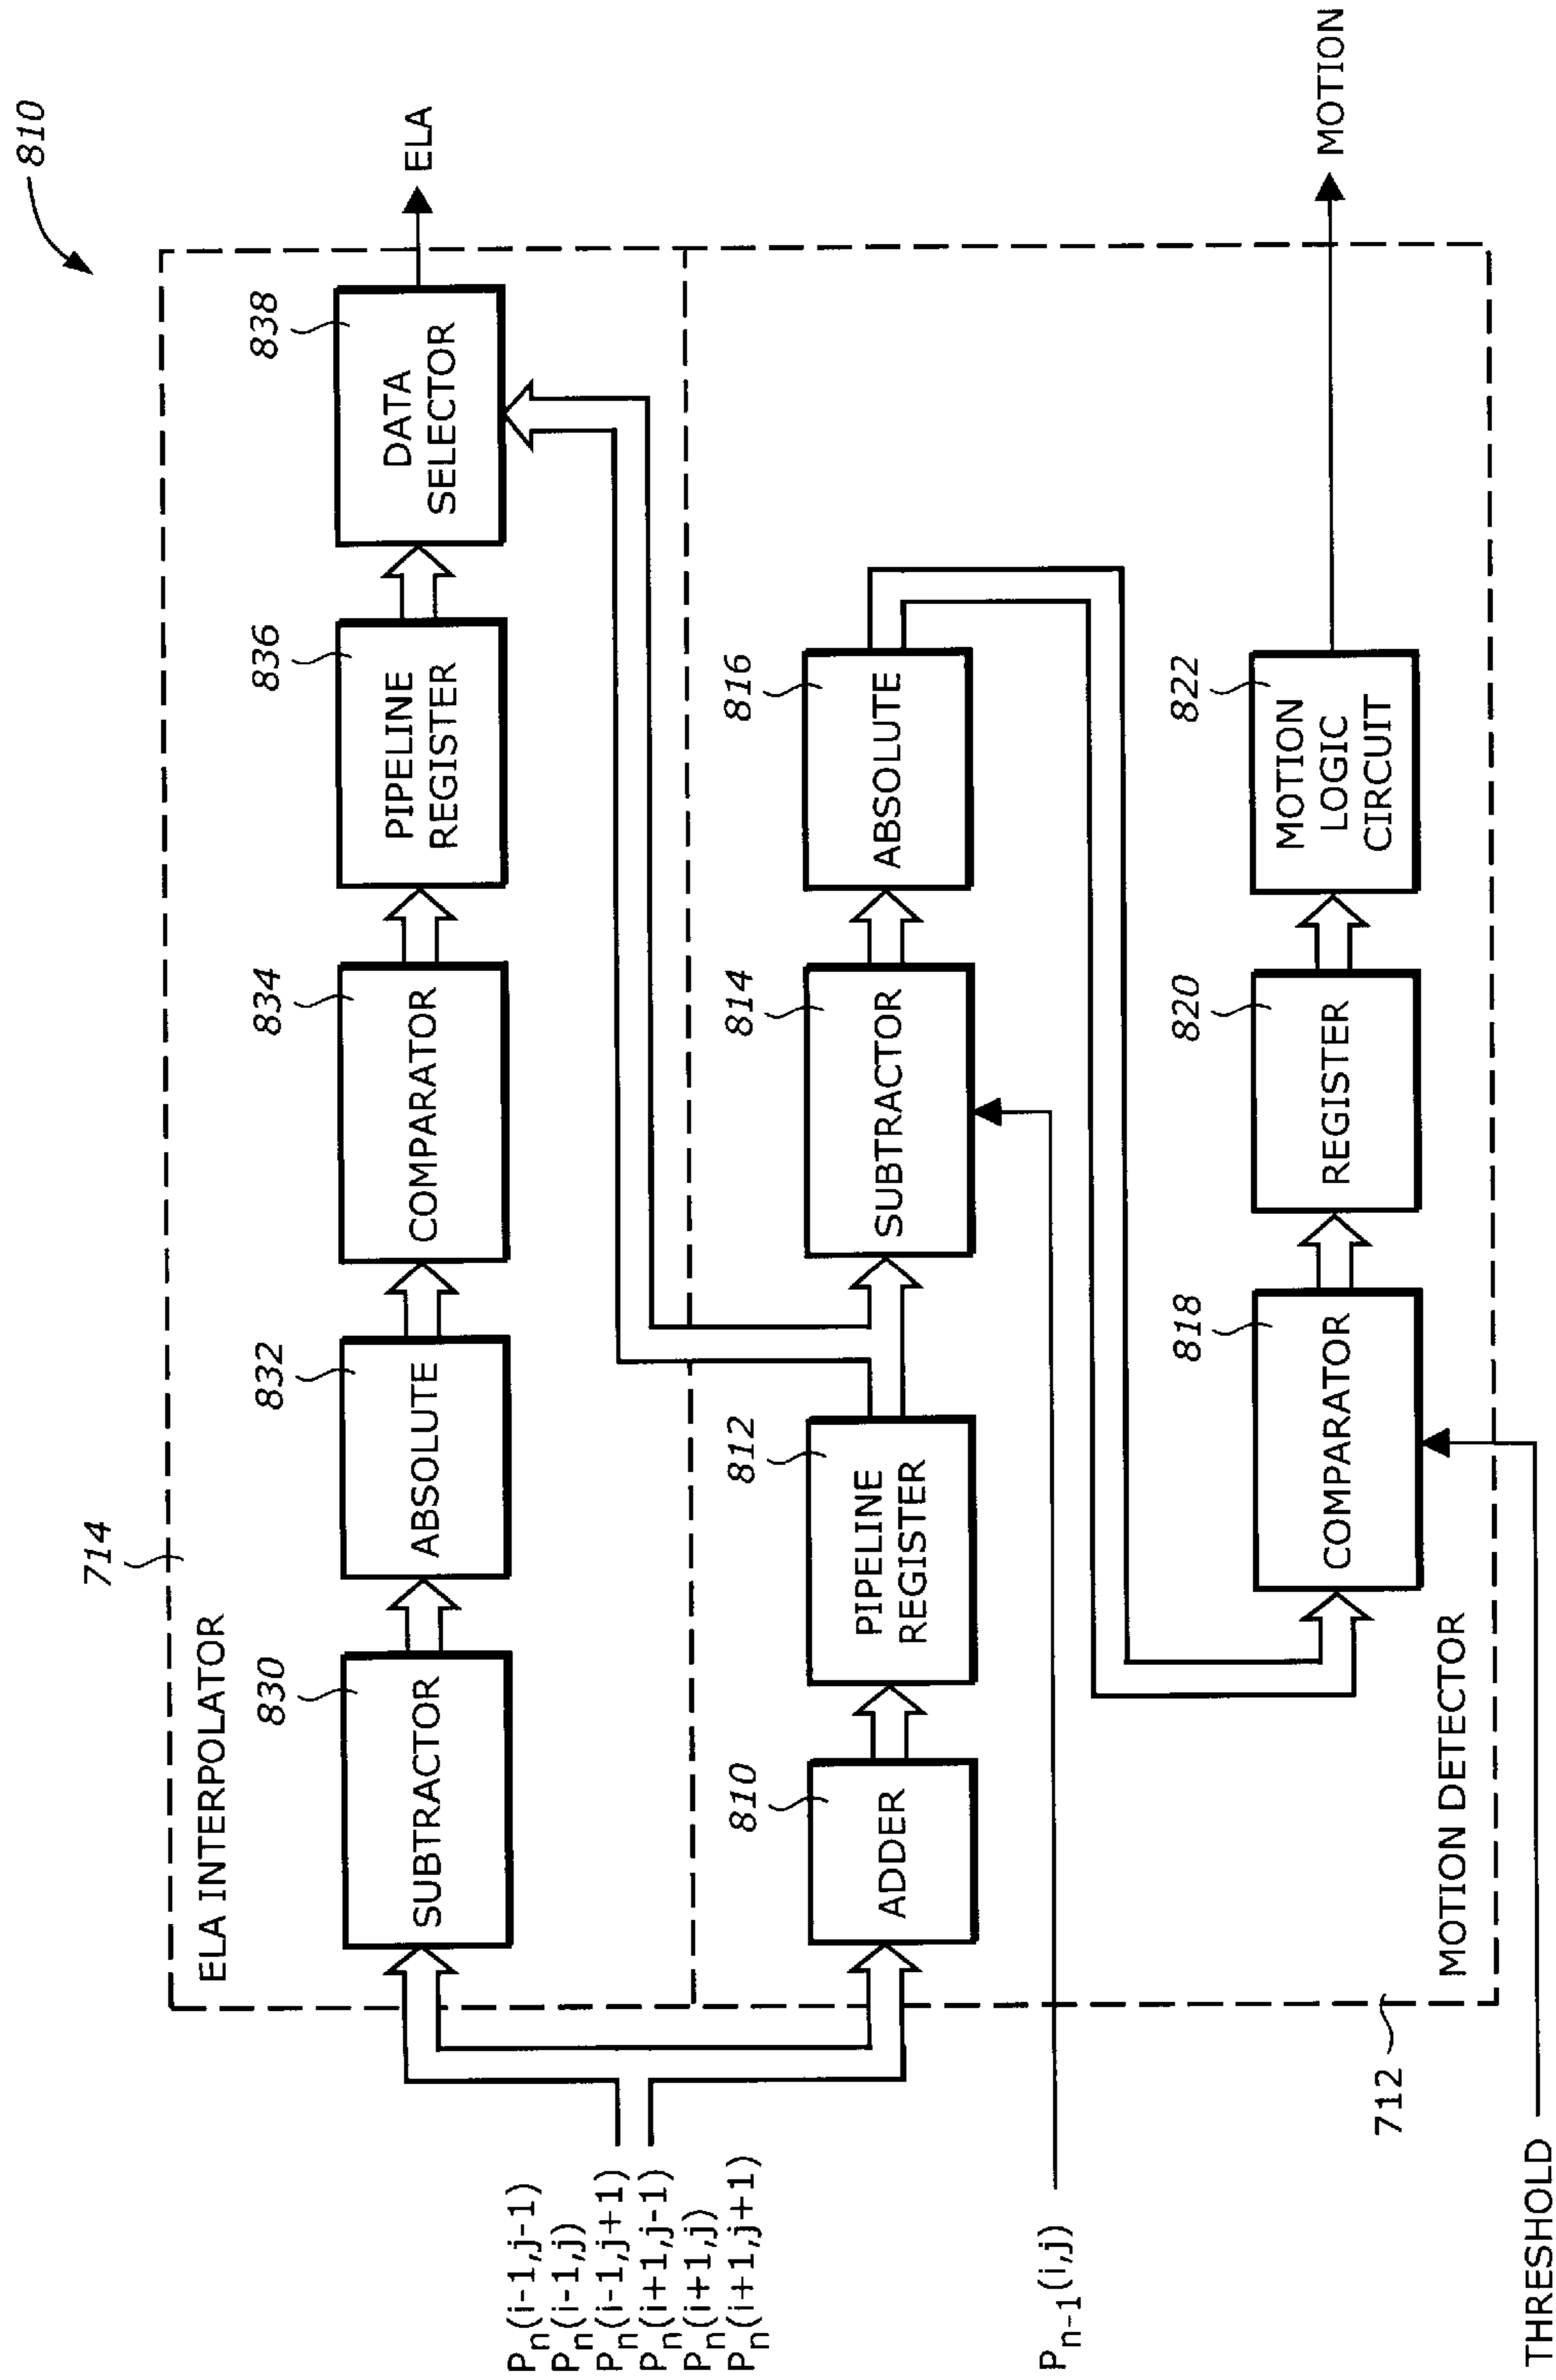 810
714
ELA INTERPOLATOR
830
SUBTRACTOR
832
ABSOLUTE
834
COMPARATOR
836
PIPELINE
REGISTER
838
DATA
SELECTOR
ELA
Pn(i-1,j-1)
Pn(i-1,j)
Pn(i-1,j+1)
Pn(i+1,j-1)
Pn(i+1,j)
Pn(i+1,j+1)
810
ADDER
812
PIPELINE
REGISTER
814
SUBTRACTOR
816
ABSOLUTE
Pn-1(i,j)
818
COMPARATOR
820
REGISTER
822
MOTION
LOGIC
CIRCUIT
MOTION
MOTION DETECTOR
712
THRESHOLD